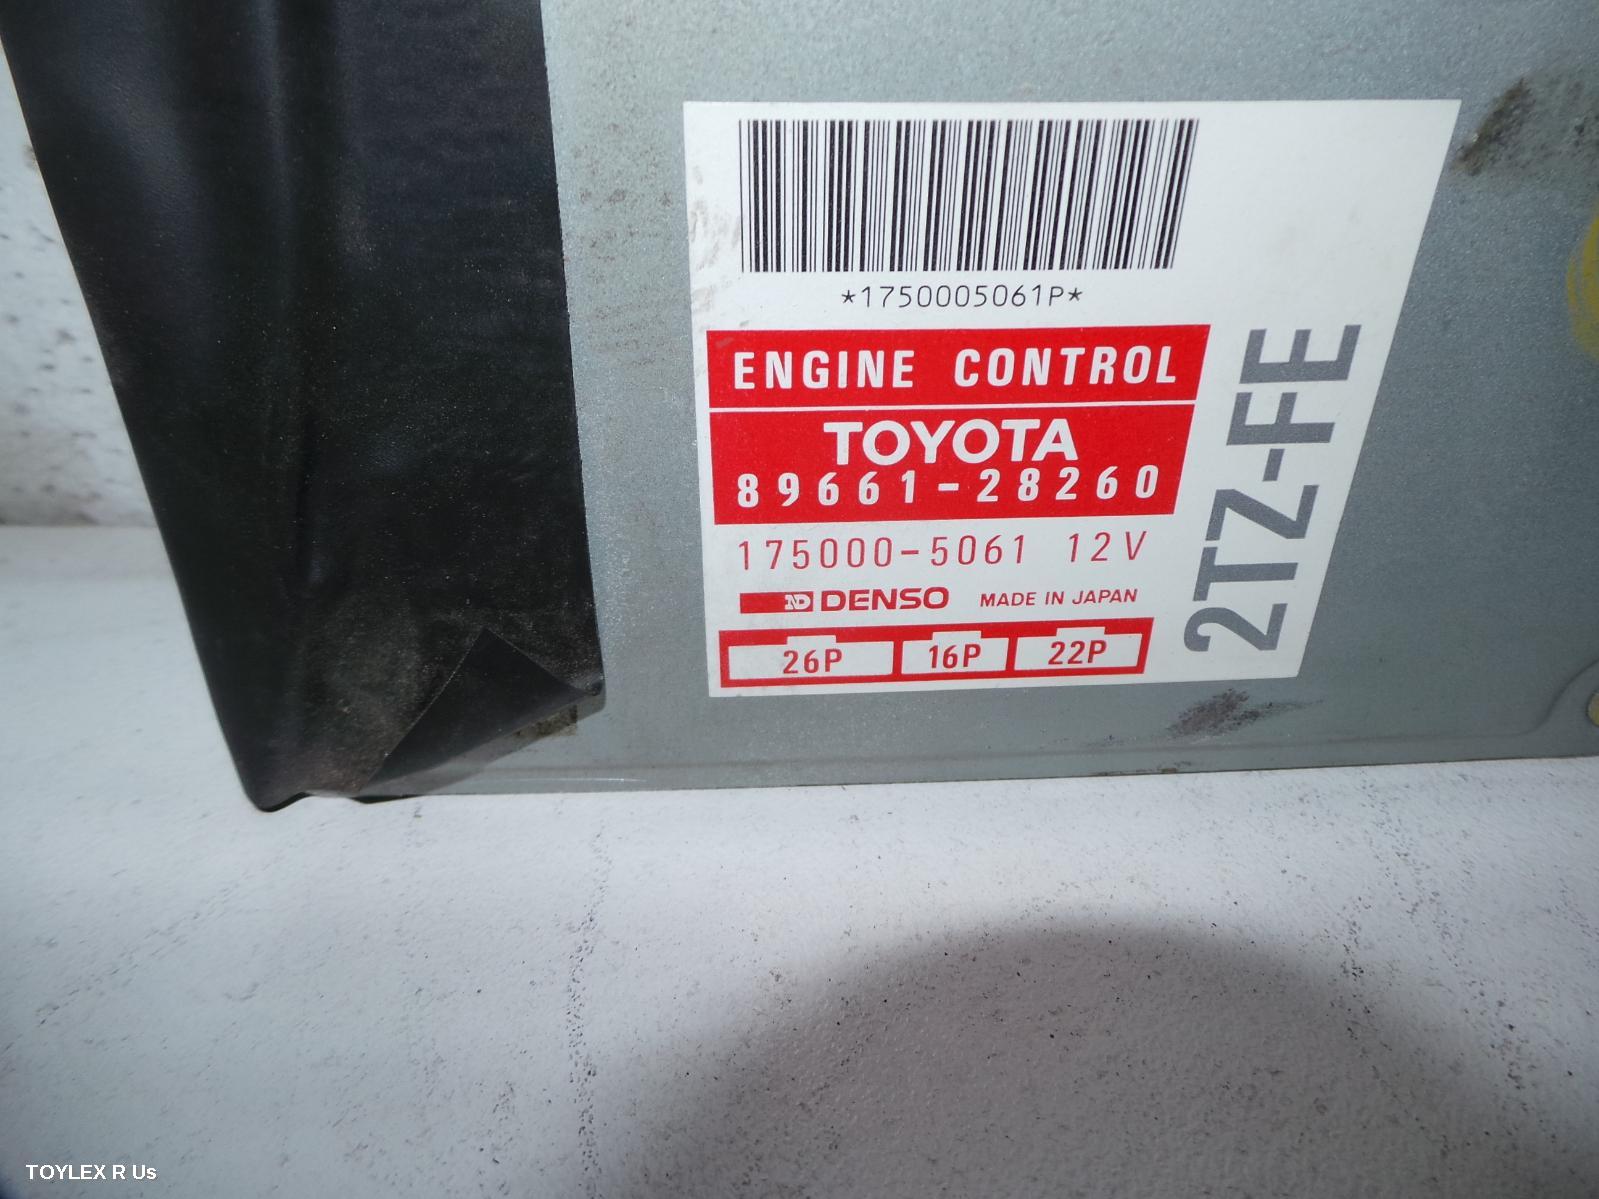 *1750005061P*
ENGINE CONTROL
TOYOTA
89661-28260
175000-5061 12V
ND DENSO MADE IN JAPAN
26P 16P 22P
2TZ-FE
TOYLEX R Us